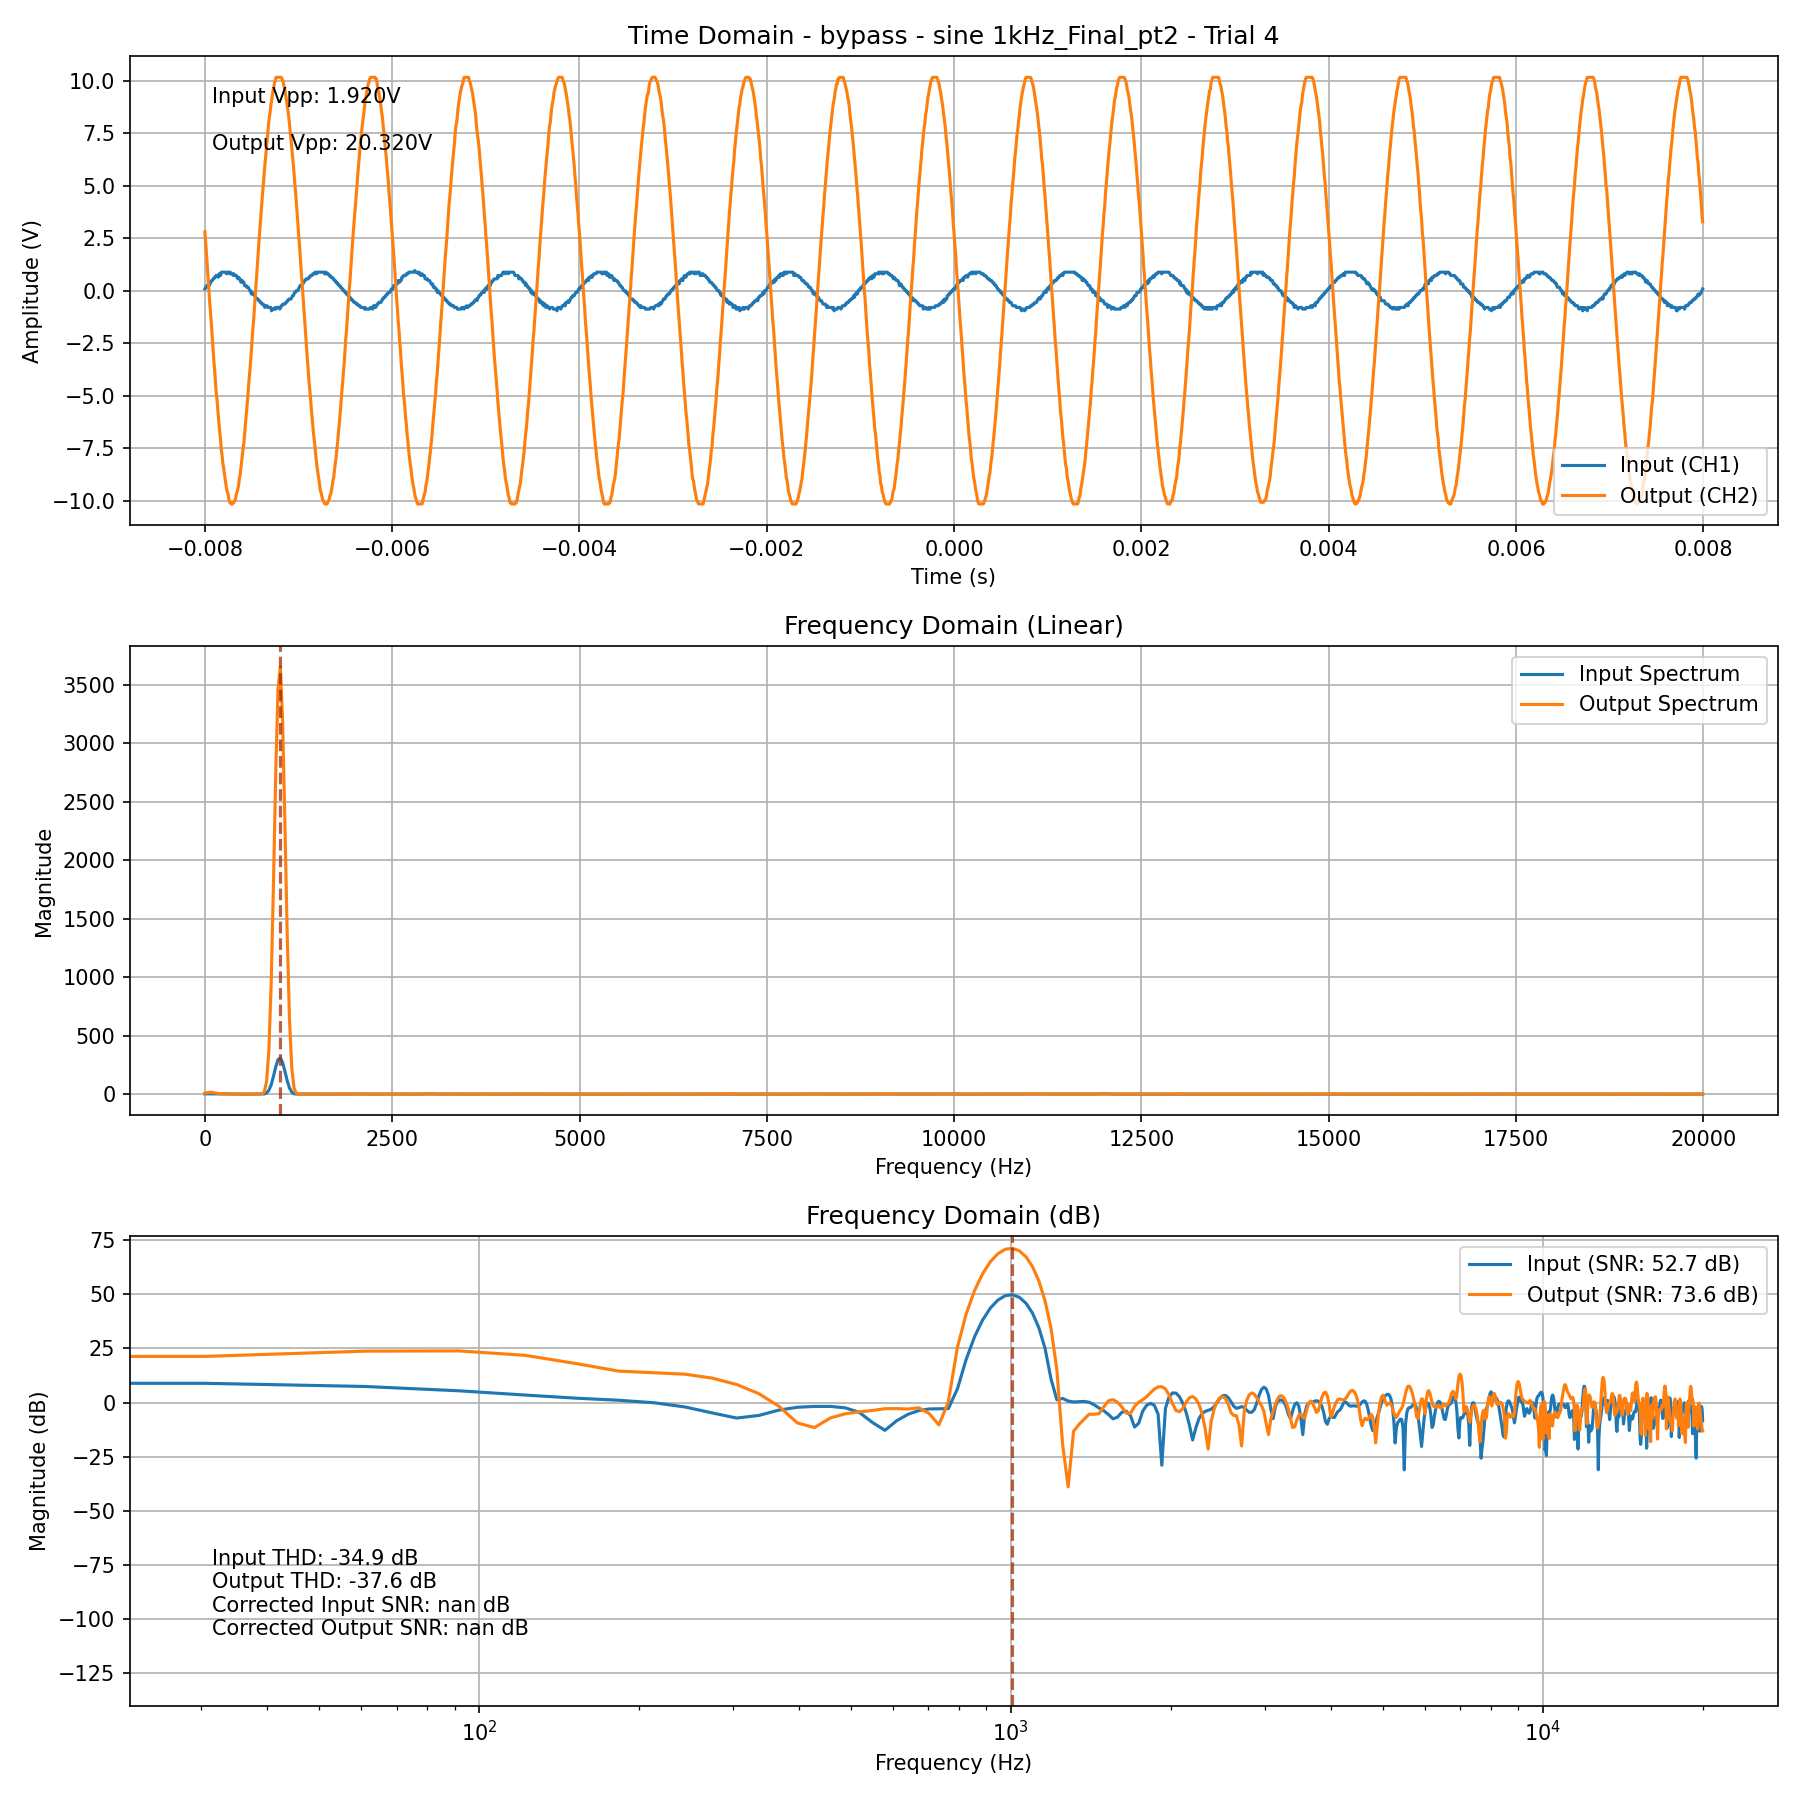 Time Domain - bypass - sine 1kHz_Final_pt2 - Trial 4
Amplitude (V)
10.0
7.5
5.0
2.5
0.0
−2.5
−5.0
−7.5
−10.0
Input Vpp: 1.920V
Output Vpp: 20.320V
Input (CH1)
Output (CH2)
−0.008 −0.006 −0.004 −0.002 0.000 0.002 0.004 0.006 0.008
Time (s)
Frequency Domain (Linear)
Magnitude
3500
3000
2500
2000
1500
1000
500
0
Input Spectrum
Output Spectrum
0 2500 5000 7500 10000 12500 15000 17500 20000
Frequency (Hz)
Frequency Domain (dB)
Magnitude (dB)
75
50
25
0
−25
−50
−75
−100
−125
Input (SNR: 52.7 dB)
Output (SNR: 73.6 dB)
Input THD: -34.9 dB
Output THD: -37.6 dB
Corrected Input SNR: nan dB
Corrected Output SNR: nan dB
10² 10³ 10⁴
Frequency (Hz)